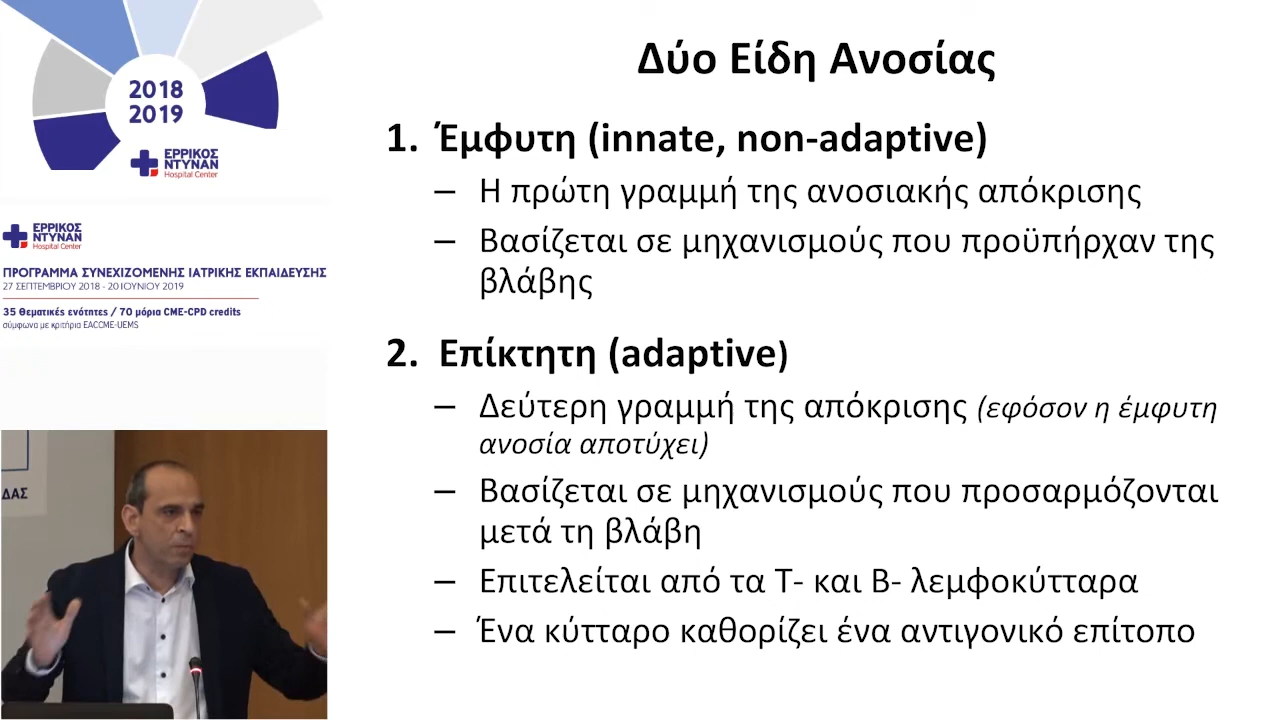 2018
2019
ΕΡΡΙΚΟΣ
ΝΤΥΝΑΝ
Hospital Center
ΕΡΡΙΚΟΣ
ΝΤΥΝΑΝ
Hospital Center
ΠΡΟΓΡΑΜΜΑ ΣΥΝΕΧΙΖΟΜΕΝΗΣ ΙΑΤΡΙΚΗΣ ΕΚΠΑΙΔΕΥΣΗΣ
27 ΣΕΠΤΕΜΒΡΙΟΥ 2018 - 20 ΙΟΥΝΙΟΥ 2019
35 Θεματικές ενότητες / 70 μόρια CME-CPD credits
σύμφωνα με κριτήρια EACCME-UEMS
ΔΑΣ
Δύο Είδη Ανοσίας
1. Έμφυτη (innate, non-adaptive)
– Η πρώτη γραμμή της ανοσιακής απόκρισης
– Βασίζεται σε μηχανισμούς που προϋπήρχαν της
βλάβης
2. Επίκτητη (adaptive)
– Δεύτερη γραμμή της απόκρισης (εφόσον η έμφυτη
ανοσία αποτύχει)
– Βασίζεται σε μηχανισμούς που προσαρμόζονται
μετά τη βλάβη
– Επιτελείται από τα Τ- και Β- λεμφοκύτταρα
– Ένα κύτταρο καθορίζει ένα αντιγονικό επίτοπο